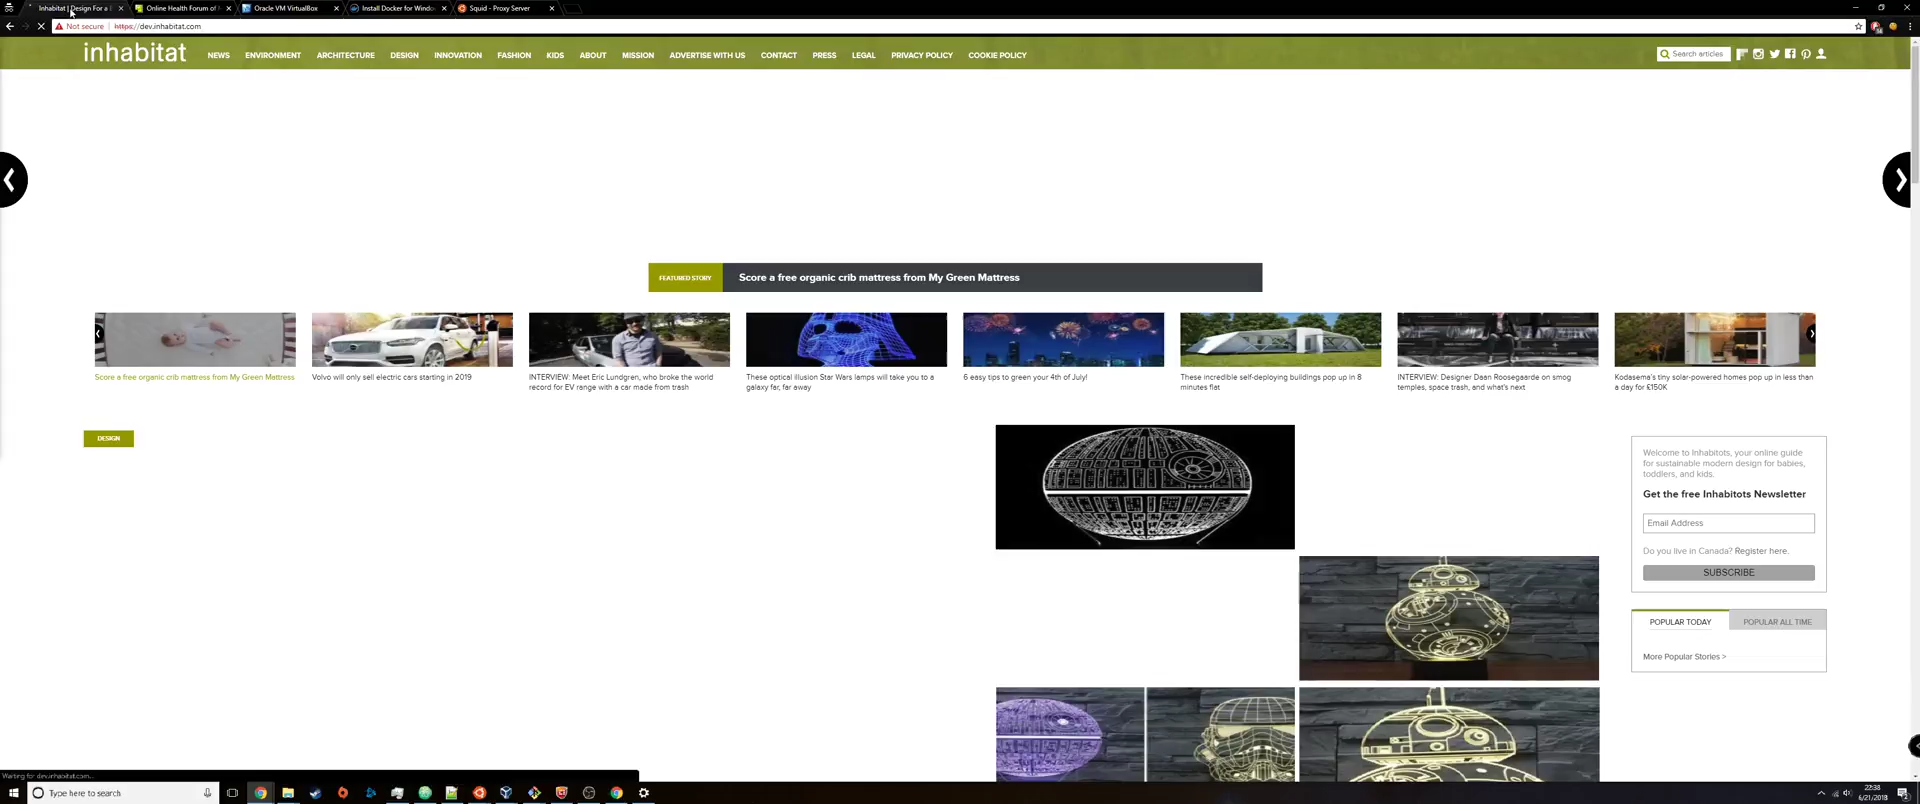 Inhabitat | Design For a
Online Health Forum of
Oracle VM VirtualBox
Install Docker for Windo
Squid - Proxy Server
Not secure
https://dev.inhabitat.com
inhabitat
NEWS
ENVIRONMENT
ARCHITECTURE
DESIGN
INNOVATION
FASHION
KIDS
ABOUT
MISSION
ADVERTISE WITH US
CONTACT
PRESS
LEGAL
PRIVACY POLICY
COOKIE POLICY
Search articles
FEATURED STORY
Score a free organic crib mattress from My Green Mattress
Score a free organic crib mattress from My Green Mattress
Volvo will only sell electric cars starting in 2019
INTERVIEW: Meet Eric Lundgren, who broke the world
record for EV range with a car made from trash
These optical illusion Star Wars lamps will take you to a
galaxy far, far away
6 easy tips to green your 4th of July!
These incredible self-deploying buildings pop up in 8
minutes flat
INTERVIEW: Designer Daan Roosegaarde on smog
temples, space trash, and what's next
Kodasema's tiny solar-powered homes pop up in less than
a day for £150K
DESIGN
Welcome to Inhabitots, your online guide
for sustainable modern design for babies,
toddlers, and kids.
Get the free Inhabitots Newsletter
Email Address
Do you live in Canada? Register here.
SUBSCRIBE
POPULAR TODAY
POPULAR ALL TIME
More Popular Stories >
Waiting for dev.inhabitat.com...
Type here to search
22:38
6/21/2018